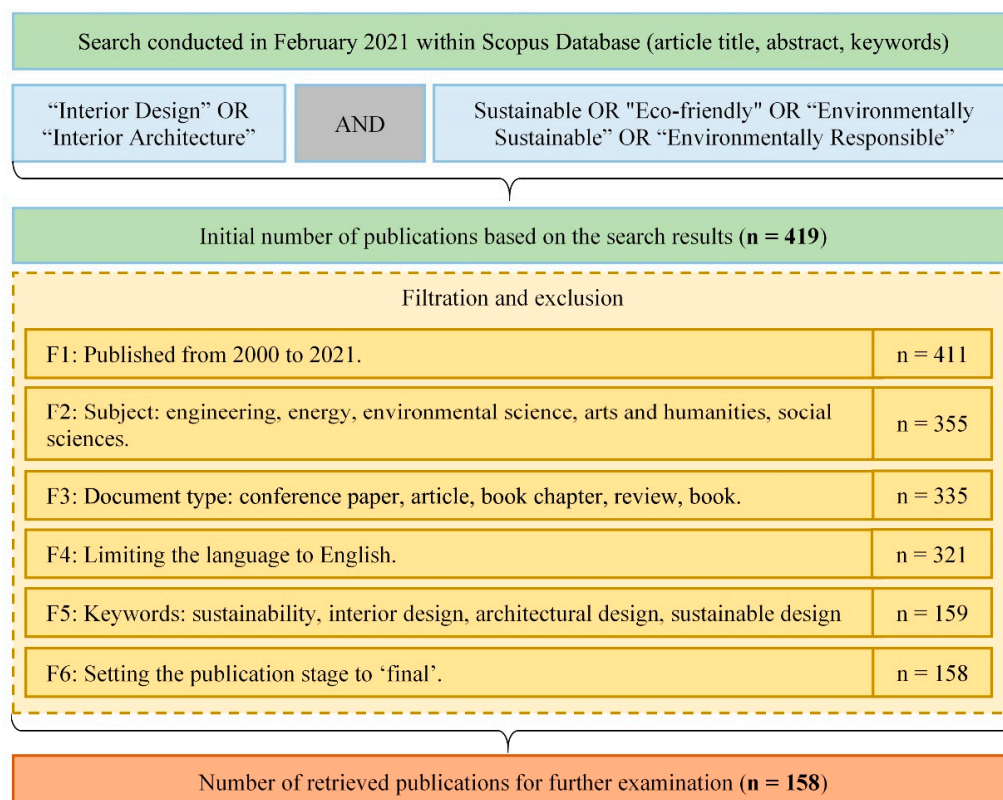 Search conducted in February 2021 within Scopus Database (article title, abstract, keywords)
“Interior Design” OR
“Interior Architecture”
AND
Sustainable OR "Eco-friendly" OR “Environmentally
Sustainable” OR “Environmentally Responsible”
Initial number of publications based on the search results (n = 419)
Filtration and exclusion
F1: Published from 2000 to 2021.
n = 411
F2: Subject: engineering, energy, environmental science, arts and humanities, social
sciences.
n = 355
F3: Document type: conference paper, article, book chapter, review, book.
n = 335
F4: Limiting the language to English.
n = 321
F5: Keywords: sustainability, interior design, architectural design, sustainable design
n = 159
F6: Setting the publication stage to ‘final’.
n = 158
Number of retrieved publications for further examination (n = 158)